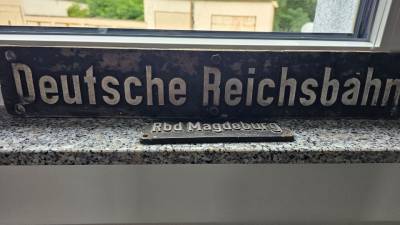 Deutsche Reichsbahn
Rbd Magdeburg